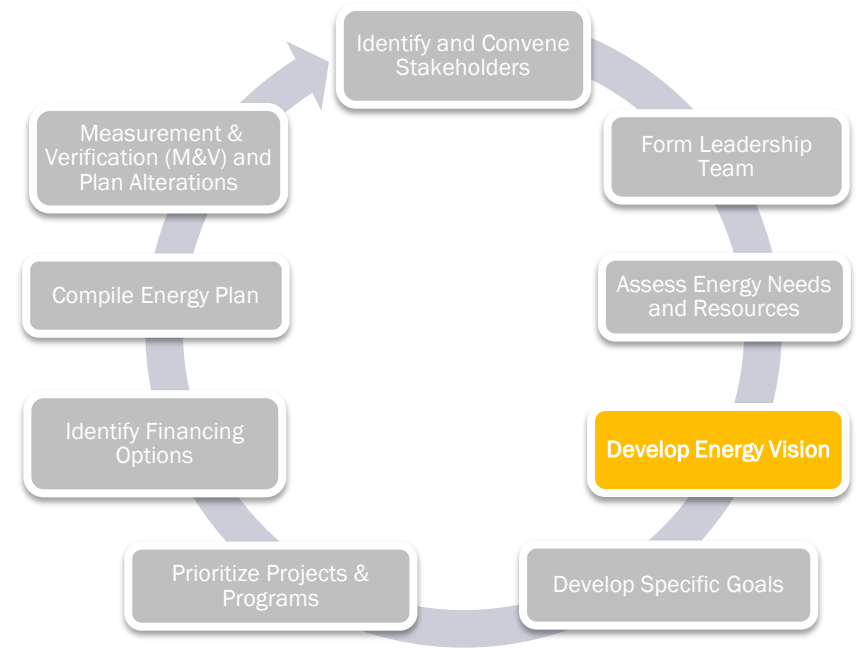 Identify and Convene
Stakeholders
Form Leadership
Team
Assess Energy Needs
and Resources
Develop Energy Vision
Develop Specific Goals
Prioritize Projects &
Programs
Identify Financing
Options
Compile Energy Plan
Measurement &
Verification (M&V) and
Plan Alterations